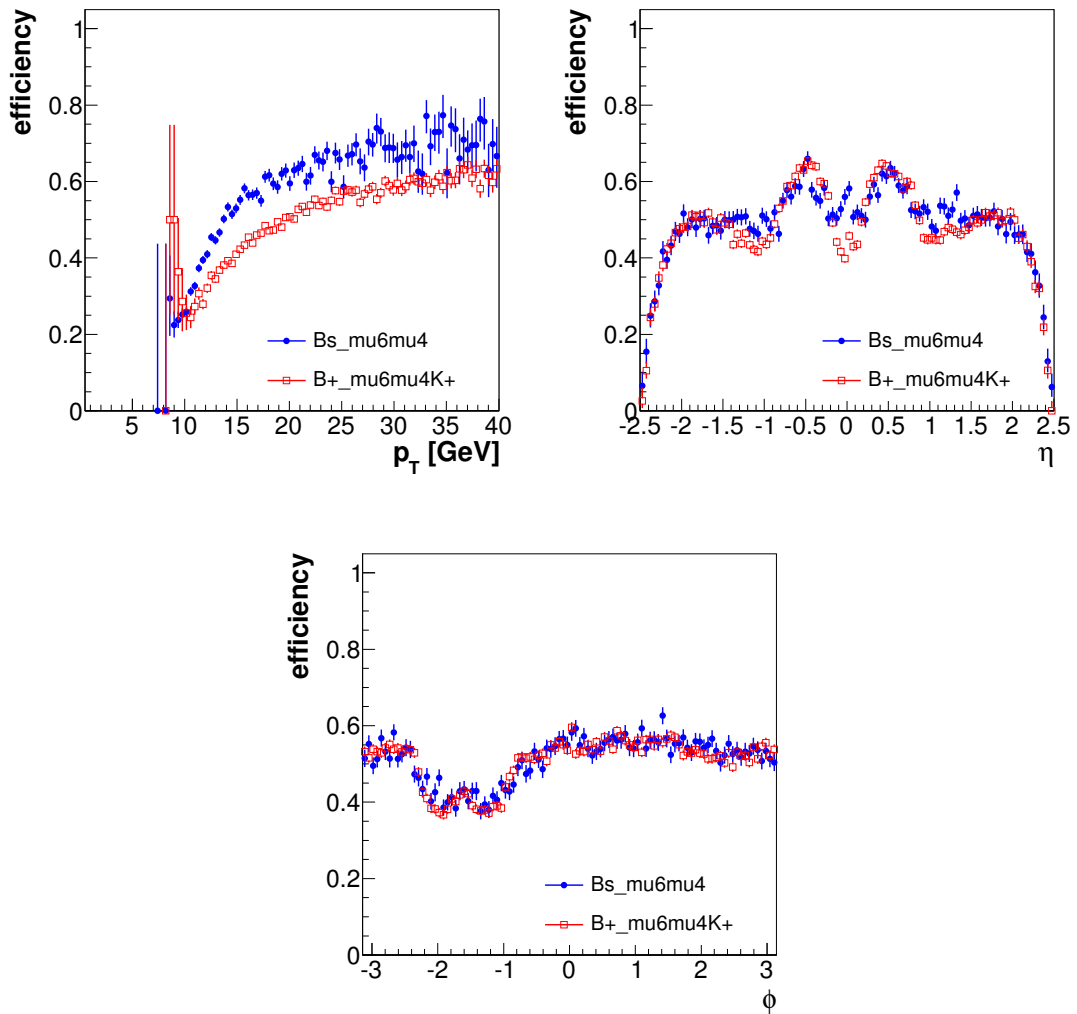 efficiency
1
0.8
0.6
0.4
0.2
0
Bs_mu6mu4
B+_mu6mu4K+
5 10 15 20 25 30 35 40
p_T [GeV]
efficiency
1
0.8
0.6
0.4
0.2
0
Bs_mu6mu4
B+_mu6mu4K+
-2.5 -2 -1.5 -1 -0.5 0 0.5 1 1.5 2 2.5
η
efficiency
1
0.8
0.6
0.4
0.2
0
Bs_mu6mu4
B+_mu6mu4K+
-3 -2 -1 0 1 2 3
ϕ